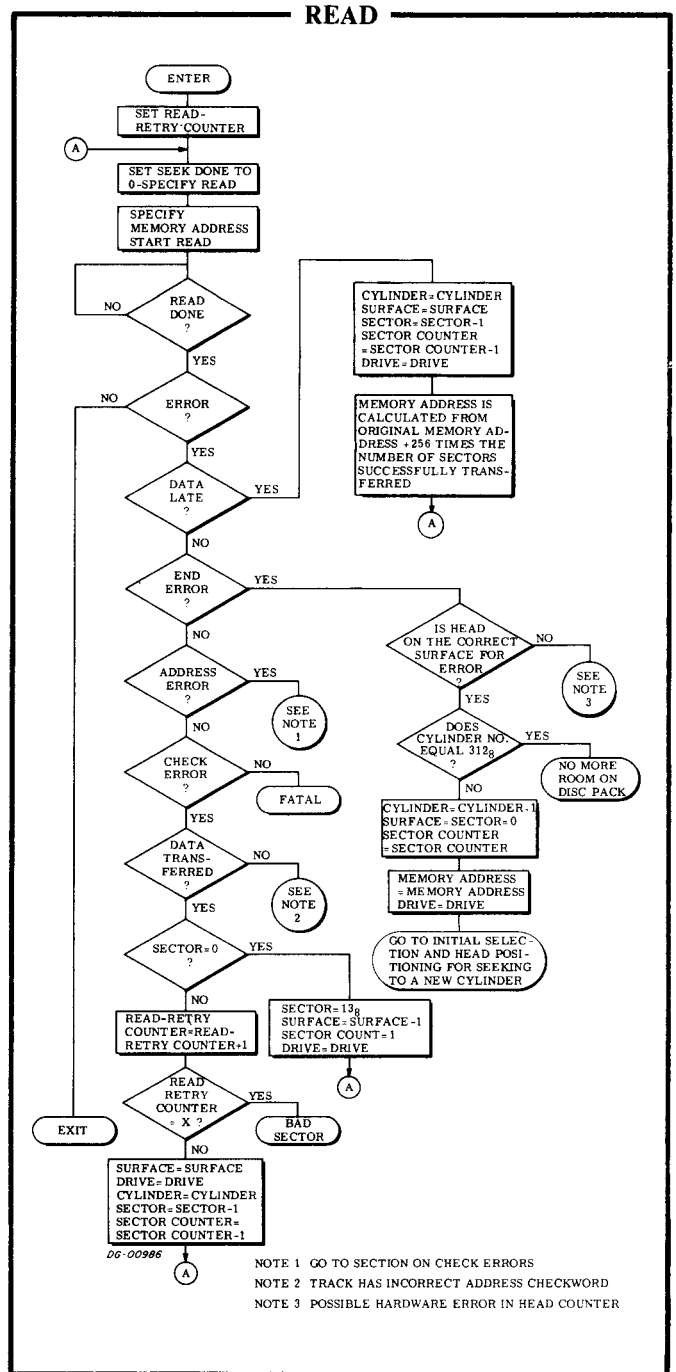 READ
ENTER
SET READ-
RETRY COUNTER
A
SET SEEK DONE TO
0-SPECIFY READ
SPECIFY
MEMORY ADDRESS
START READ
NO
READ
DONE
?
YES
NO
ERROR
?
YES
DATA
LATE
?
YES
NO
CYLINDER=CYLINDER
SURFACE=SURFACE
SECTOR=SECTOR-1
SECTOR COUNTER
=SECTOR COUNTER-1
DRIVE=DRIVE
MEMORY ADDRESS IS
CALCULATED FROM
ORIGINAL MEMORY AD-
DRESS +256 TIMES THE
NUMBER OF SECTORS
SUCCESSFULLY TRANS-
FERRED
A
END
ERROR
?
YES
NO
IS HEAD
ON THE CORRECT
SURFACE FOR
ERROR
?
NO
SEE
NOTE
3
YES
DOES
CYLINDER NO.
EQUAL 312₈
?
YES
NO MORE
ROOM ON
DISC PACK
NO
CYLINDER=CYLINDER+1
SURFACE=SECTOR=0
SECTOR COUNTER
=SECTOR COUNTER
MEMORY ADDRESS
=MEMORY ADDRESS
DRIVE=DRIVE
GO TO INITIAL SELEC-
TION AND HEAD POSI-
TIONING FOR SEEKING
TO A NEW CYLINDER
ADDRESS
ERROR
?
YES
SEE
NOTE
1
NO
CHECK
ERROR
?
NO
FATAL
YES
DATA
TRANS-
FERRED
?
NO
SEE
NOTE
2
YES
SECTOR=0
?
YES
SECTOR=13₈
SURFACE=SURFACE-1
SECTOR COUNT=1
DRIVE=DRIVE
A
NO
READ-RETRY
COUNTER=READ-
RETRY COUNTER+1
READ
RETRY
COUNTER
= X ?
YES
BAD
SECTOR
EXIT
NO
SURFACE=SURFACE
DRIVE=DRIVE
CYLINDER=CYLINDER
SECTOR=SECTOR-1
SECTOR COUNTER=
SECTOR COUNTER-1
DG-00986
A
NOTE 1 GO TO SECTION ON CHECK ERRORS
NOTE 2 TRACK HAS INCORRECT ADDRESS CHECKWORD
NOTE 3 POSSIBLE HARDWARE ERROR IN HEAD COUNTER